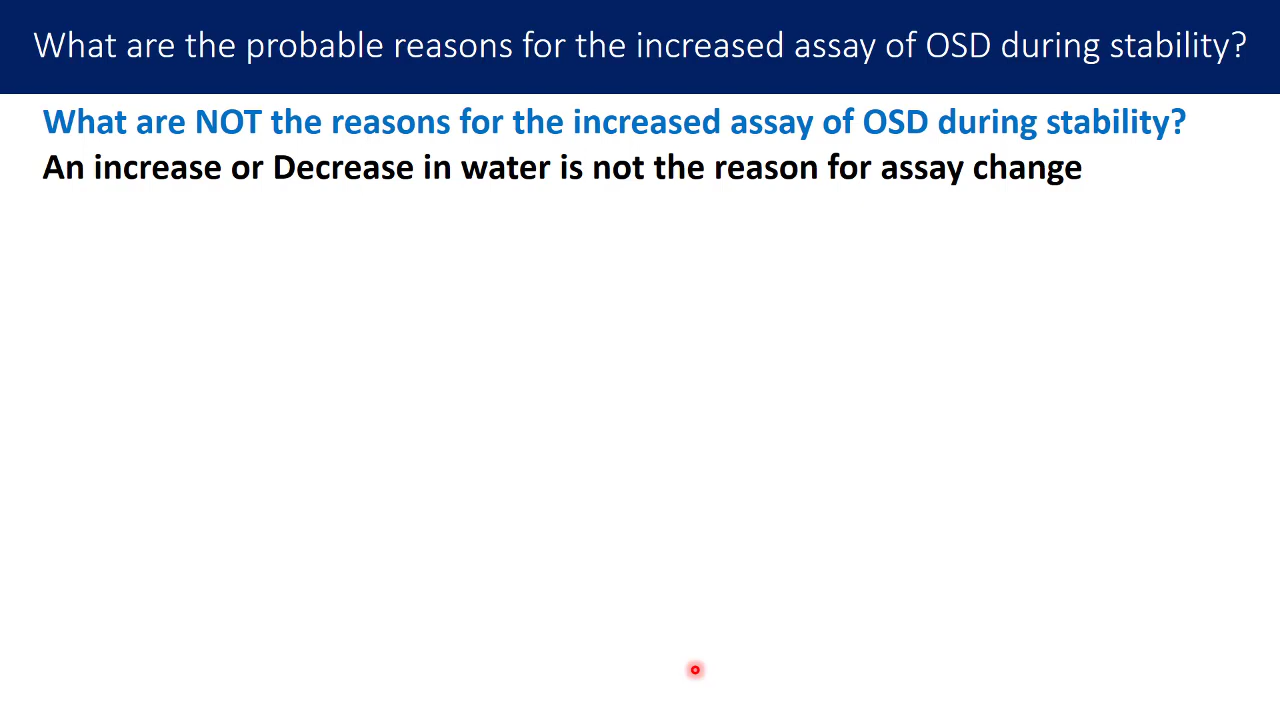 What are the probable reasons for the increased assay of OSD during stability?
What are NOT the reasons for the increased assay of OSD during stability?
An increase or Decrease in water is not the reason for assay change